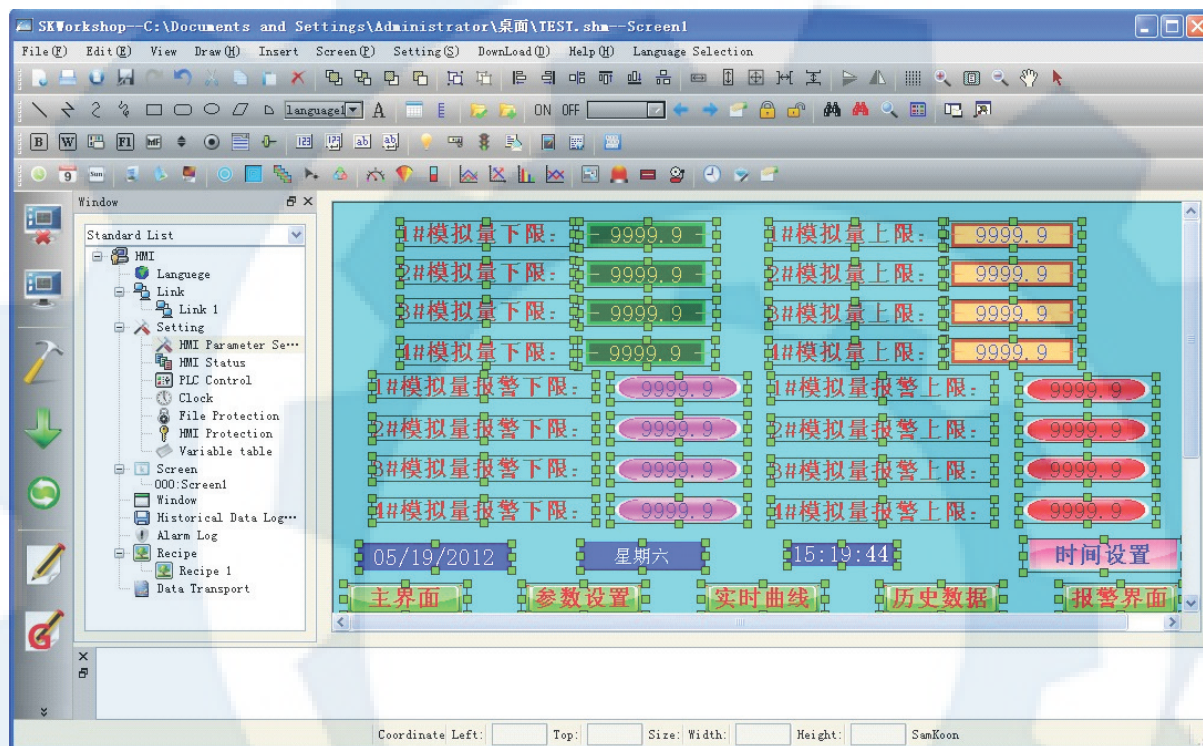 SKWorkshop--C:\Documents and Settings\Administrator\桌面\TEST.shm--Screen1
File(F) Edit(E) View Draw(H) Insert Screen(P) Setting(S) DownLoad(D) Help(H) Language Selection
language1 A ON OFF
B W F1 MF 123 123 ab ab
9 Sun
Window
Standard List
HMI
Languege
Link
Link 1
Setting
HMI Parameter Se...
HMI Status
PLC Control
Clock
File Protection
HMI Protection
Variable table
Screen
000:Screen1
Window
Historical Data Log...
Alarm Log
Recipe
Recipe 1
Data Transport
1#模拟量下限: 9999.9 1#模拟量上限: 9999.9
2#模拟量下限: 9999.9 2#模拟量上限: 9999.9
3#模拟量下限: 9999.9 3#模拟量上限: 9999.9
4#模拟量下限: 9999.9 4#模拟量上限: 9999.9
1#模拟量报警下限: 9999.9 1#模拟量报警上限: 9999.9
2#模拟量报警下限: 9999.9 2#模拟量报警上限: 9999.9
3#模拟量报警下限: 9999.9 3#模拟量报警上限: 9999.9
4#模拟量报警下限: 9999.9 4#模拟量报警上限: 9999.9
05/19/2012 星期六 15:19:44 时间设置
主界面 参数设置 实时曲线 历史数据 报警界面
Coordinate Left: Top: Size: Width: Height: SamKoon